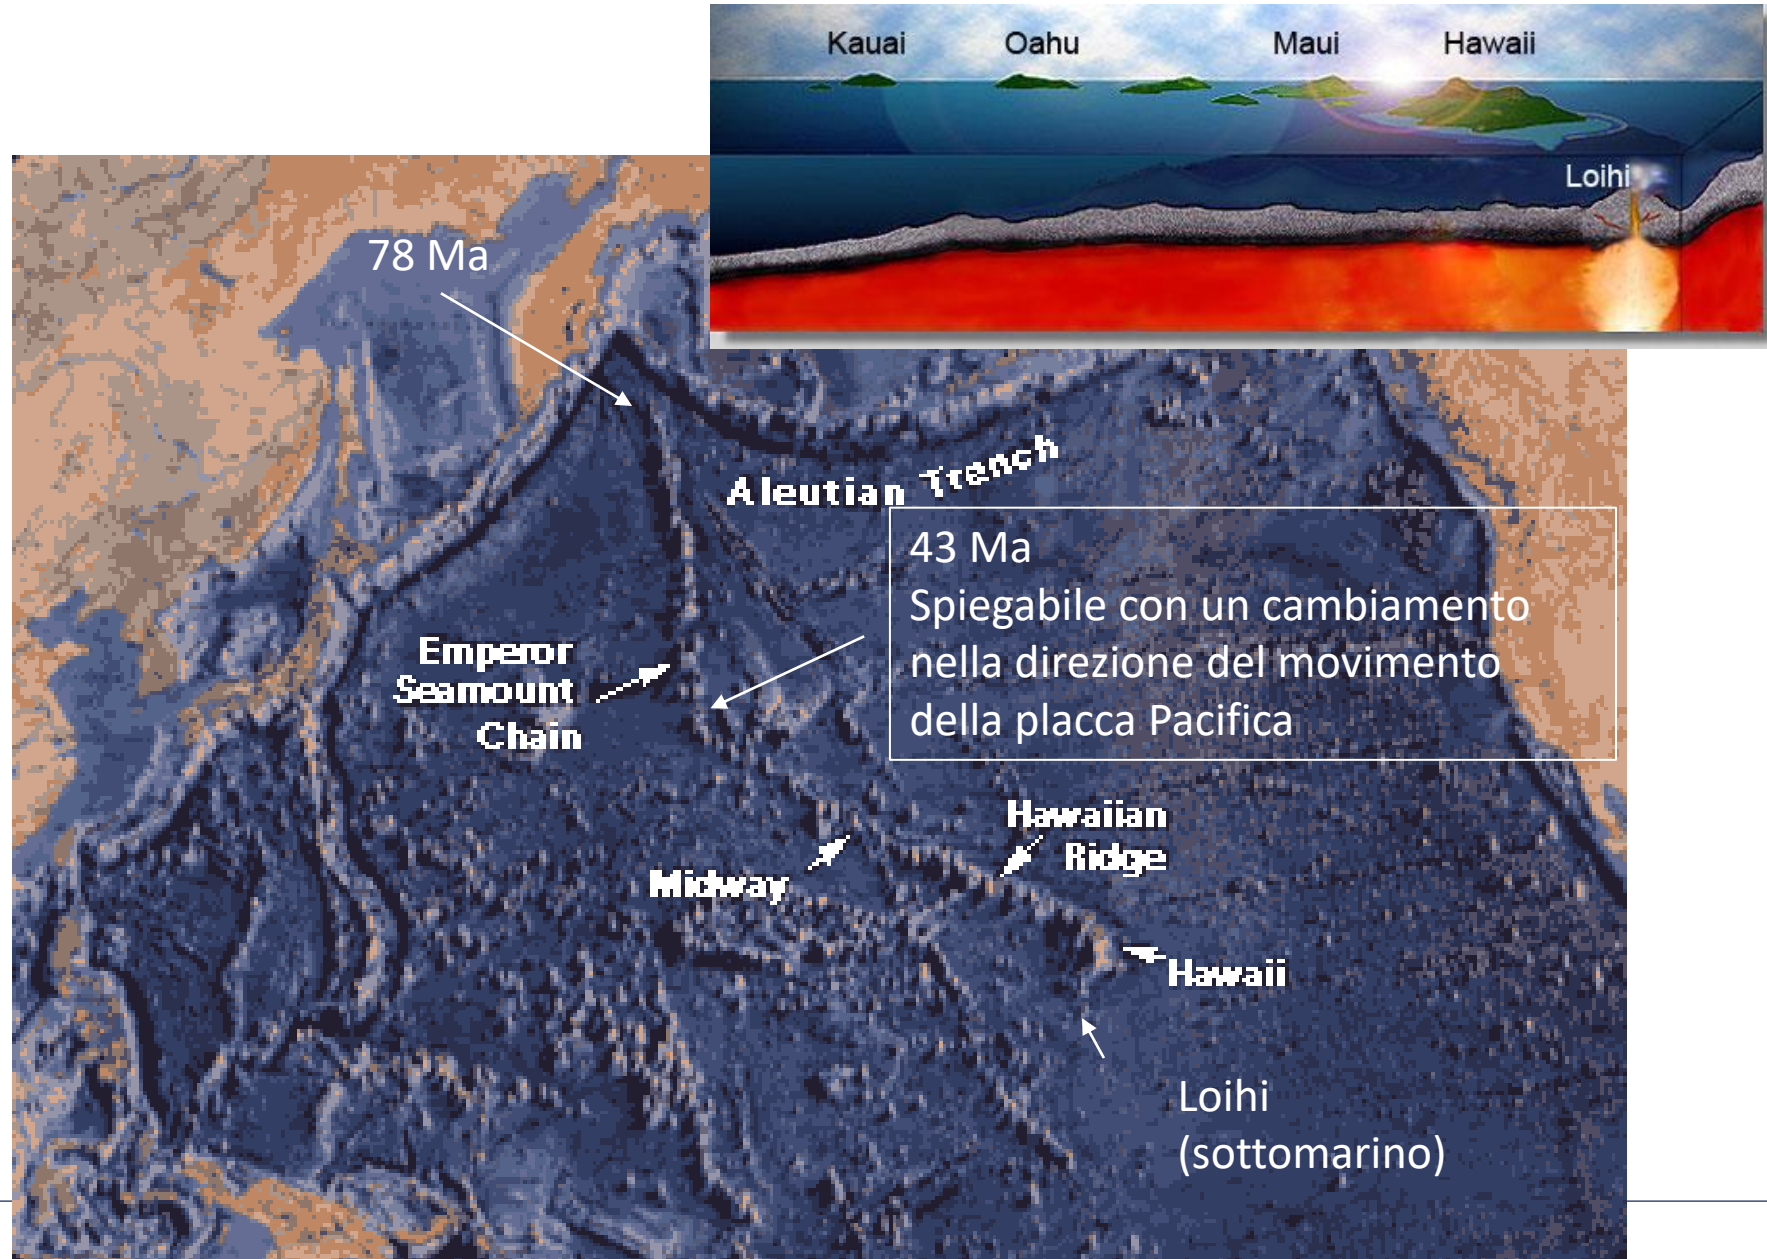 Kauai
Oahu
Maui
Hawaii
Loihi
78 Ma
Aleutian Trench
43 Ma
Spiegabile con un cambiamento
nella direzione del movimento
della placca Pacifica
Emperor
Seamount
Chain
Hawaiian
Ridge
Midway
Hawaii
Loihi
(sottomarino)